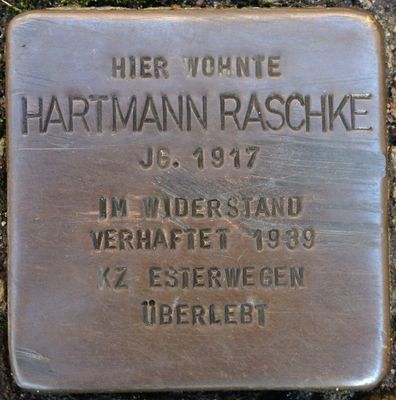 HIER WOHNTE
HARTMANN RASCHKE
JG. 1917
IM WIDERSTAND
VERHAFTET 1939
KZ ESTERWEGEN
ÜBERLEBT